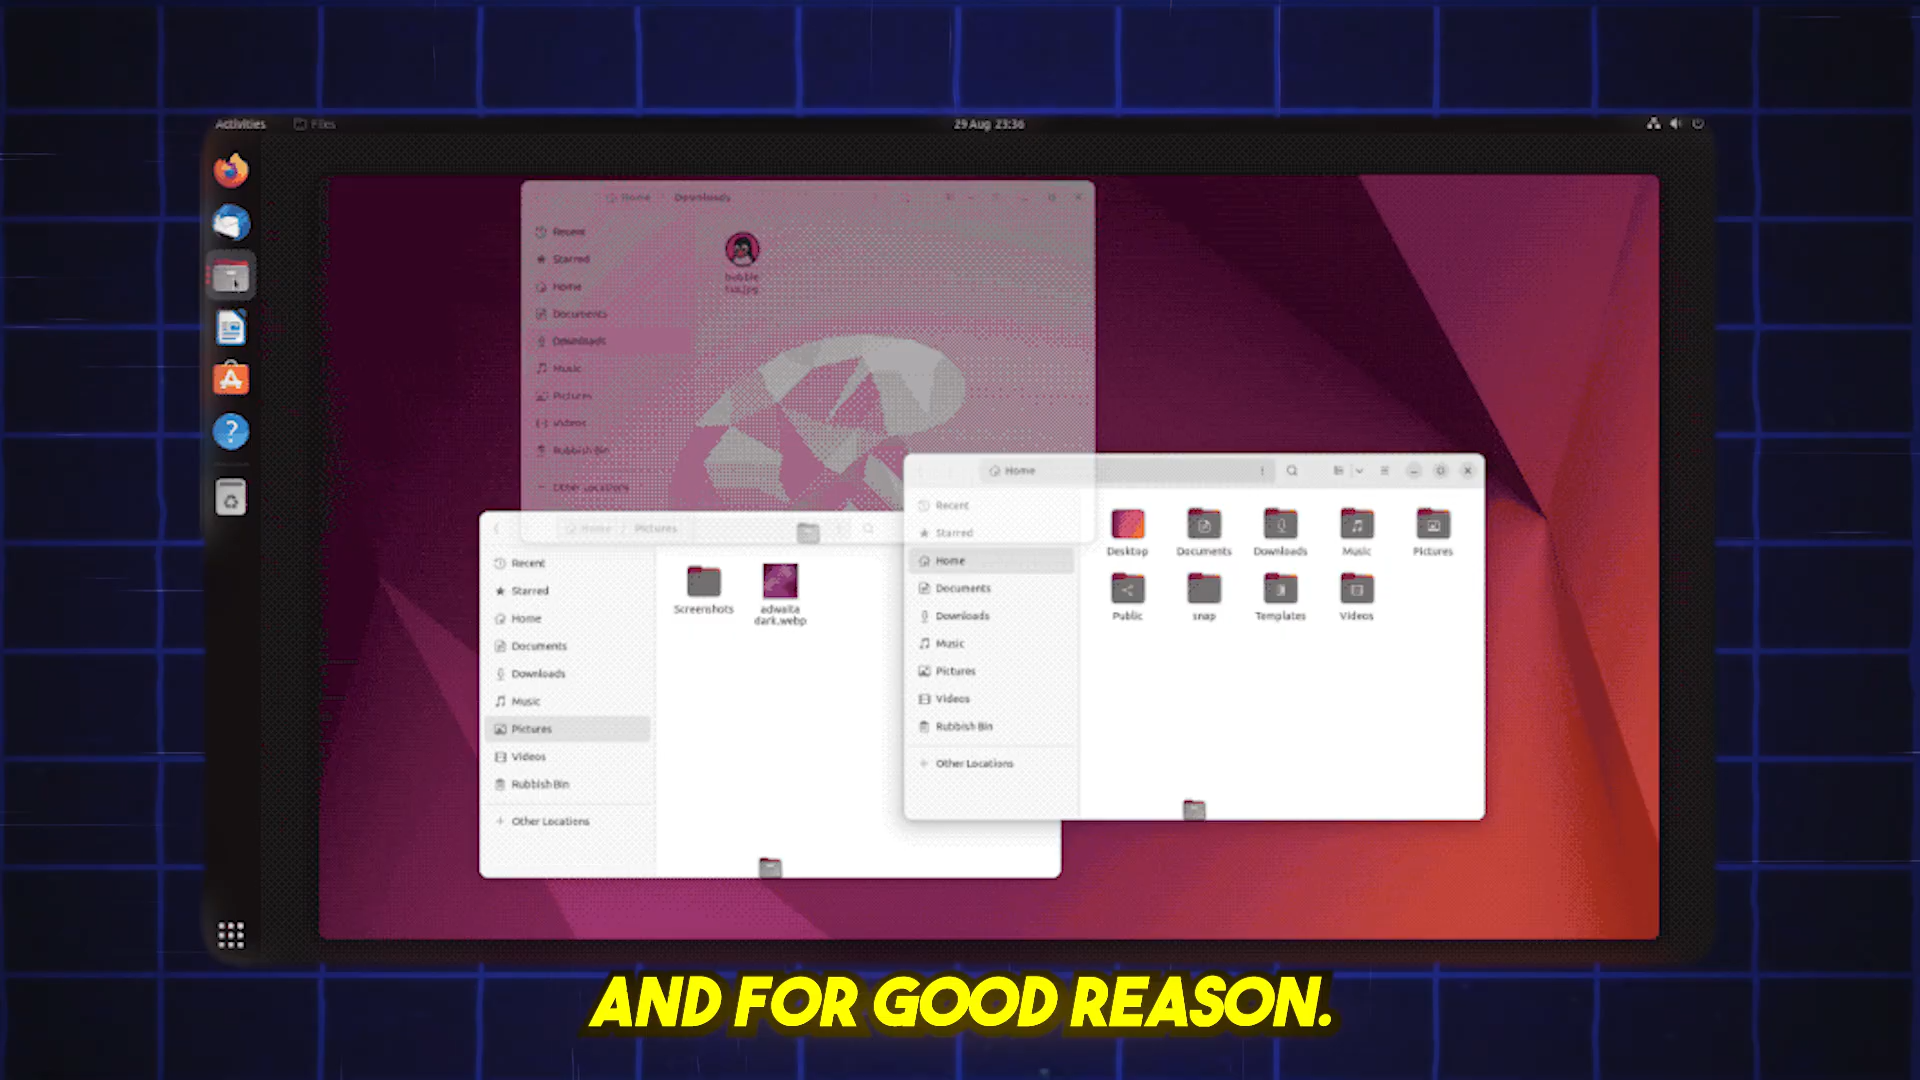 Activities Files 29 Aug 23:36
Home Downloads
Recent
Starred
Home
Documents
Downloads
Music
Pictures
Videos
Rubbish Bin
Other Locations
bubble
tux.jpg
Home / Pictures
Recent
Starred
Home
Documents
Downloads
Music
Pictures
Videos
Rubbish Bin
+ Other Locations
Screenshots
adwaita
dark.webp
Home
Recent
Starred
Home
Documents
Downloads
Music
Pictures
Videos
Rubbish Bin
+ Other Locations
Desktop Documents Downloads Music Pictures
Public snap Templates Videos
AND FOR GOOD REASON.